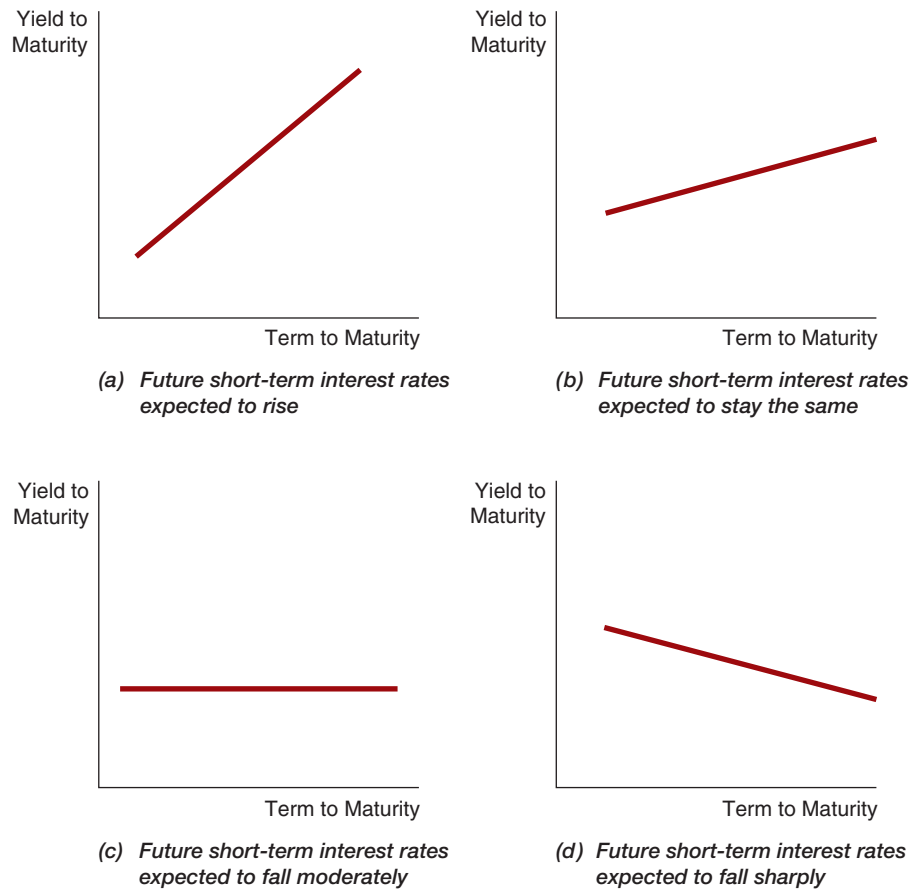 Yield to
Maturity
Term to Maturity
(a) Future short-term interest rates
expected to rise
Yield to
Maturity
Term to Maturity
(b) Future short-term interest rates
expected to stay the same
Yield to
Maturity
Term to Maturity
(c) Future short-term interest rates
expected to fall moderately
Yield to
Maturity
Term to Maturity
(d) Future short-term interest rates
expected to fall sharply